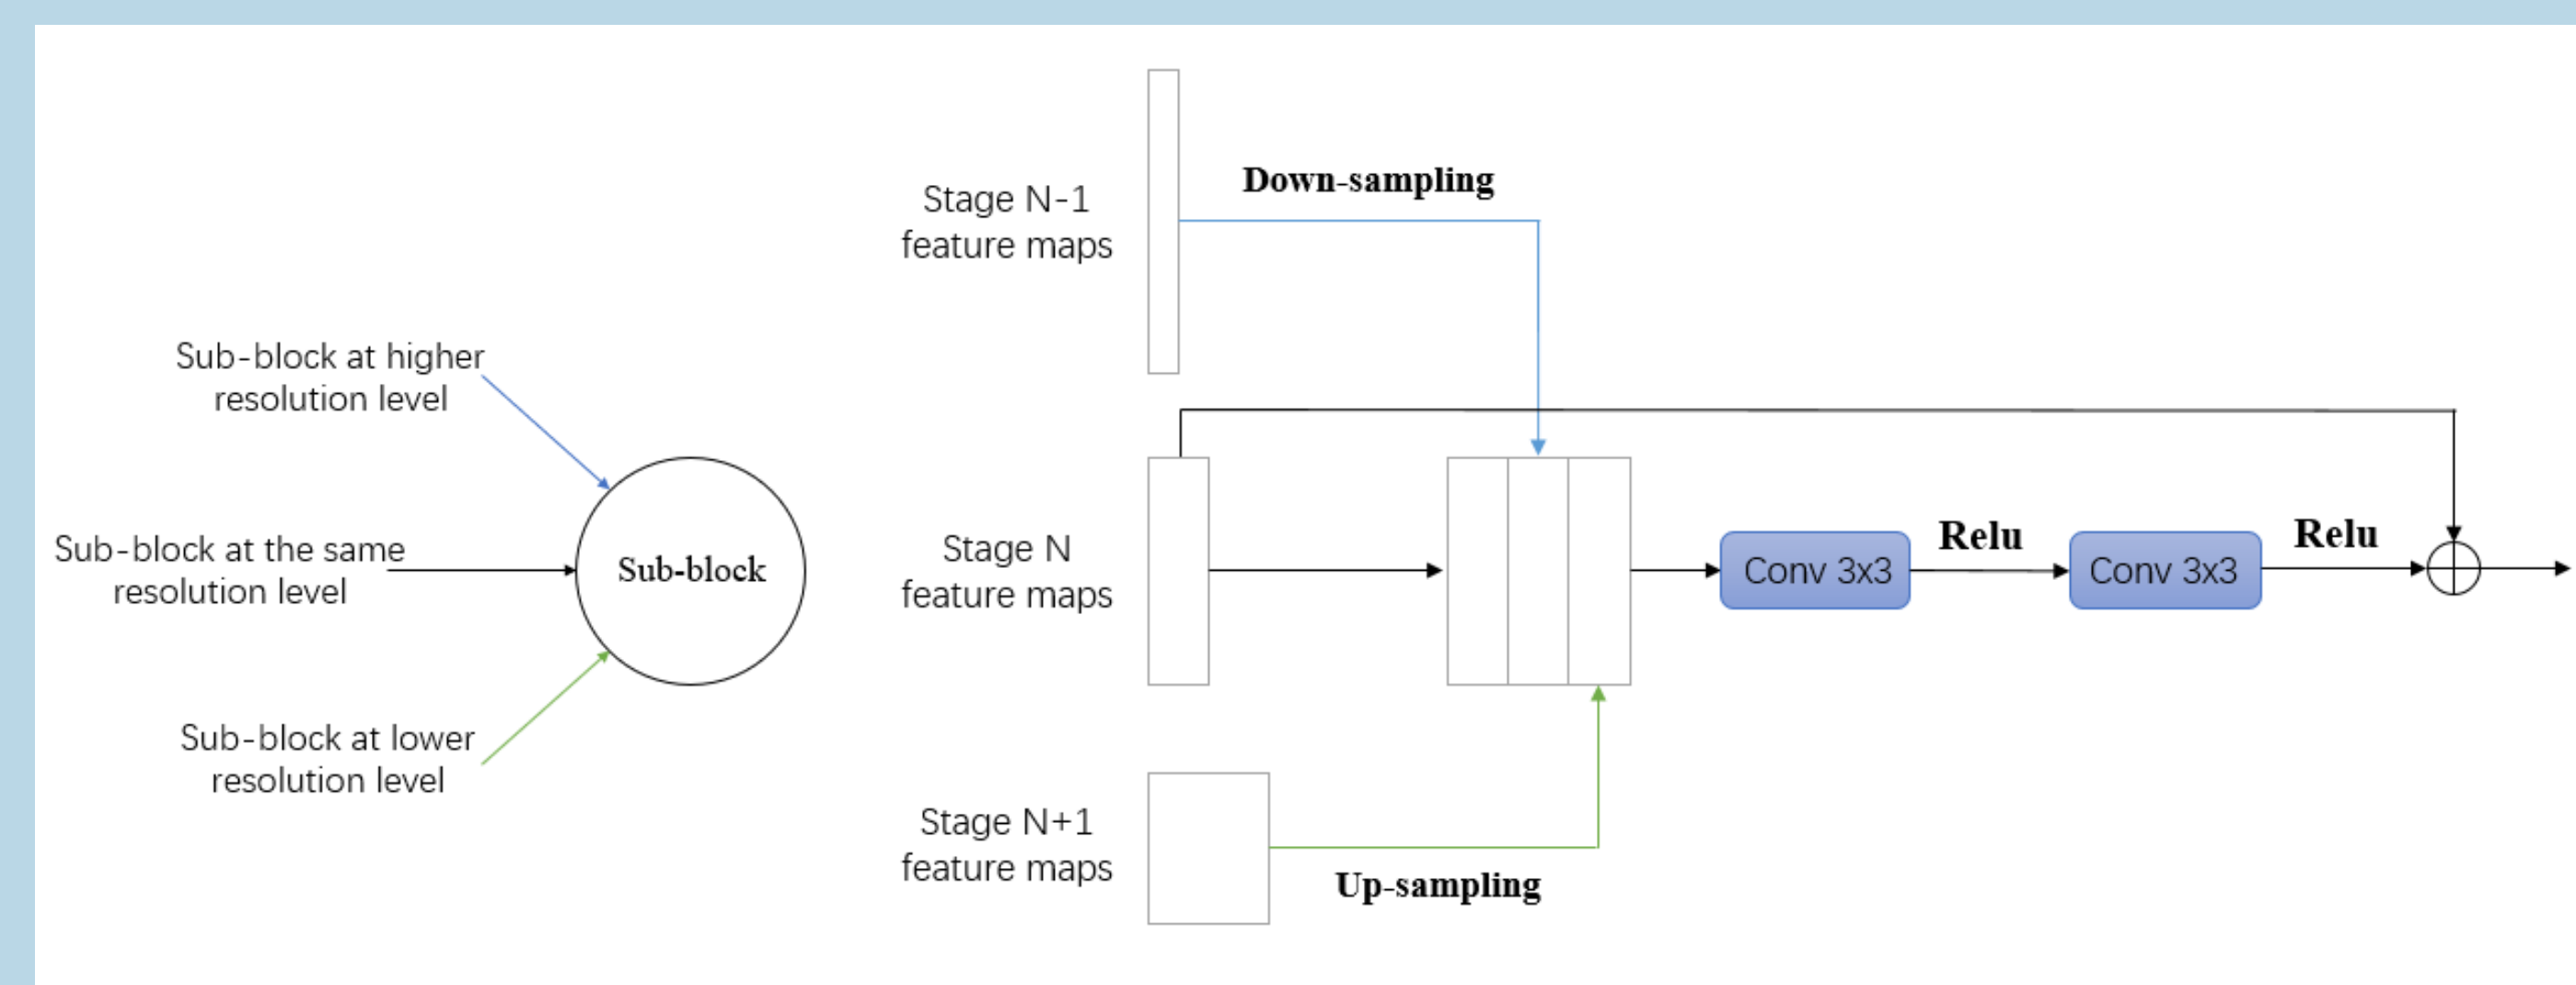 Sub-block at higher
resolution level
Sub-block at the same
resolution level
Sub-block at lower
resolution level
Sub-block
Stage N-1
feature maps
Down-sampling
Stage N
feature maps
Conv 3x3
Relu
Conv 3x3
Relu
Stage N+1
feature maps
Up-sampling